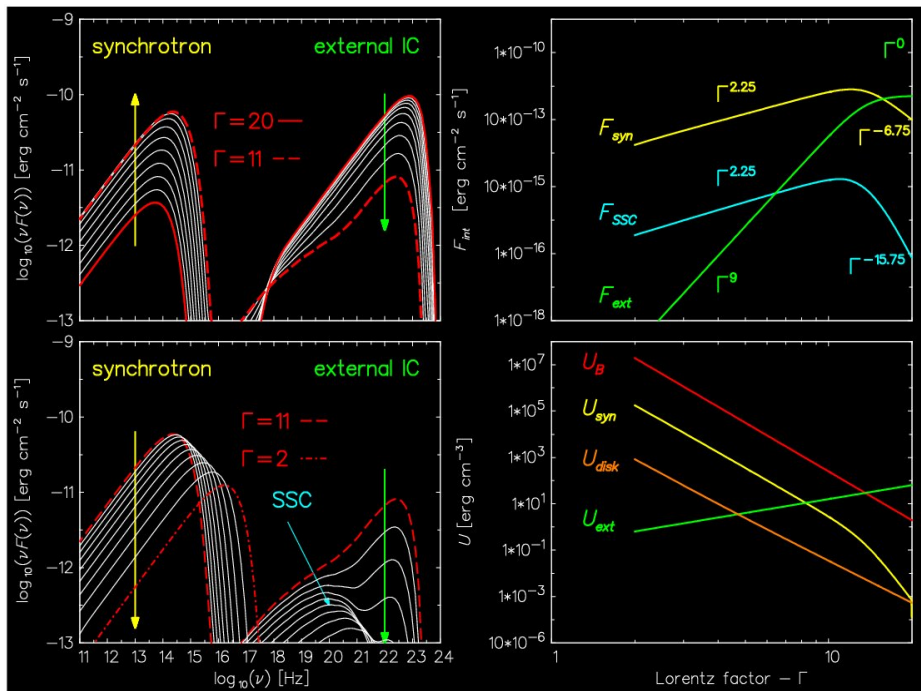 synchrotron
external IC
Γ=20
Γ=11
log₁₀(νF(ν)) [erg cm⁻² s⁻¹]
-9
-10
-11
-12
-13
F_int [erg cm⁻² s⁻¹]
1*10⁻¹⁰
10*10⁻¹³
10*10⁻¹⁵
1*10⁻¹⁶
1*10⁻¹⁸
F_syn
F_SSC
F_ext
Γ^2.25
Γ^0
Γ^-6.75
Γ^2.25
Γ^-15.75
Γ^9
synchrotron
external IC
Γ=11
Γ=2
SSC
log₁₀(νF(ν)) [erg cm⁻² s⁻¹]
-9
-10
-11
-12
-13
11 12 13 14 15 16 17 18 19 20 21 22 23 24
log₁₀(ν) [Hz]
U [erg cm⁻³]
1*10⁷
1*10⁵
1*10³
1*10¹
1*10⁻¹
1*10⁻³
10*10⁻⁶
U_B
U_syn
U_disk
U_ext
1 10
Lorentz factor − Γ